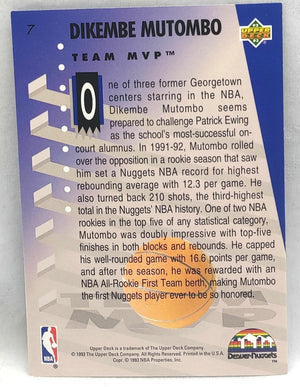 7
DIKEMBE MUTOMBO
UPPER DECK
TEAM MVP™
One of three former Georgetown
centers starring in the NBA,
Dikembe Mutombo seems
prepared to challenge Patrick Ewing
as the school's most-successful on-
court alumnus. In 1991-92, Mutombo rolled
over the opposition in a rookie season that saw
him set a Nuggets NBA record for highest
rebounding average with 12.3 per game. He
also turned back 210 shots, the third-highest
total in the Nuggets' NBA history. One of two NBA
rookies in the top five of any statistical category,
Mutombo was doubly impressive with top-five
finishes in both blocks and rebounds. He capped
his well-rounded game with 16.6 points per game,
and after the season, he was rewarded with an
NBA All-Rookie First Team berth, making Mutombo
the first Nuggets player ever to be so honored.
NBA
Upper Deck is a trademark of The Upper Deck Company.
© 1993 The Upper Deck Company. All Rights Reserved. Printed in the U.S.A.
Copr. © 1993 NBA Properties, Inc.
Denver Nuggets